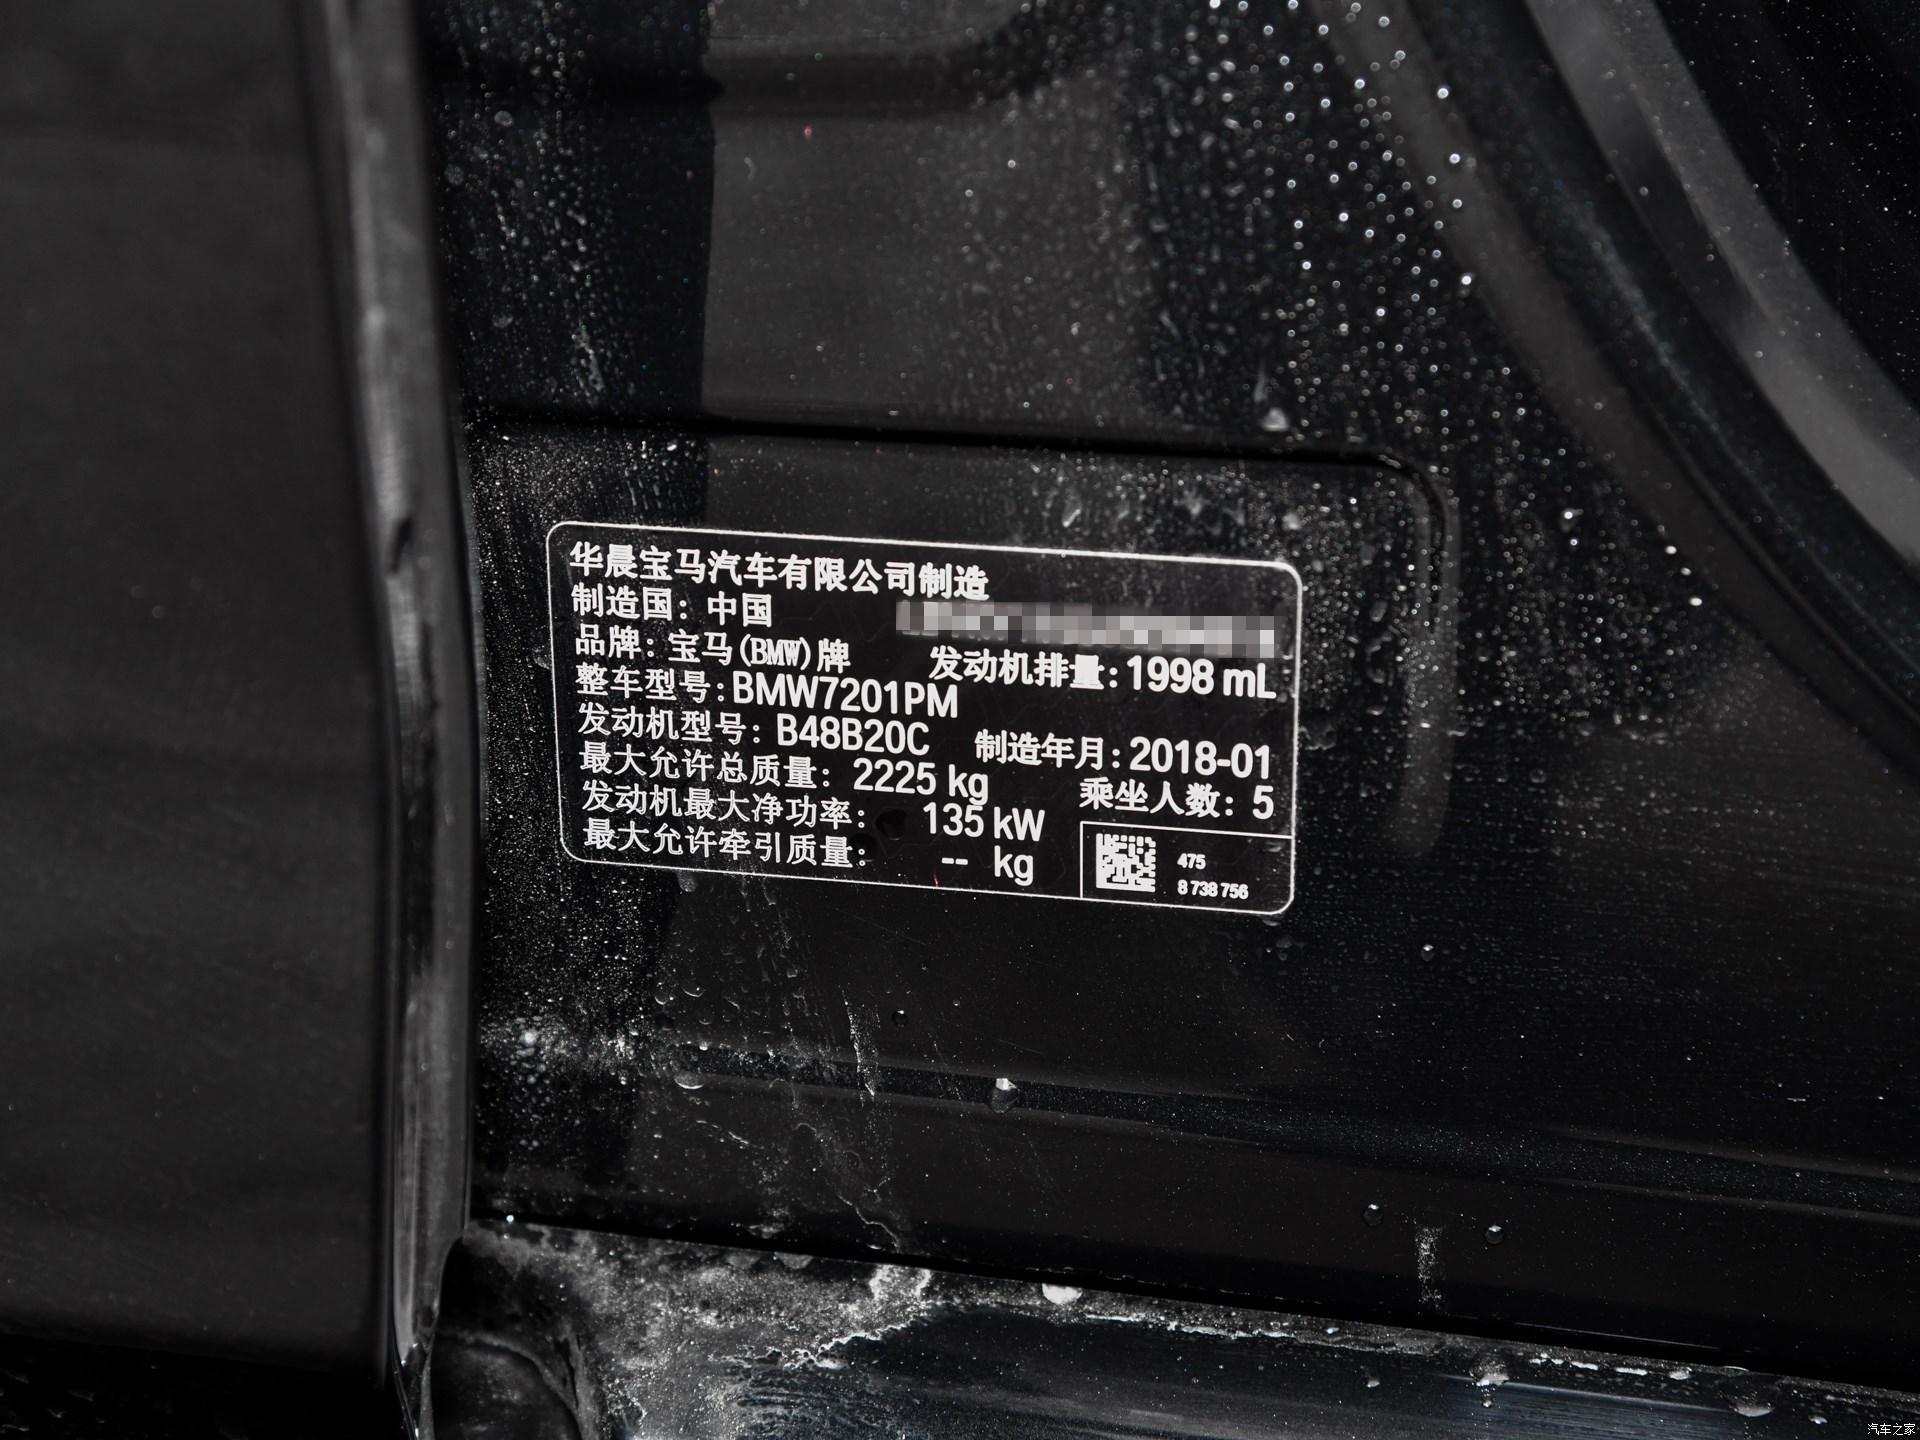 华晨宝马汽车有限公司制造
制造国：中国
品牌：宝马(BMW)牌
发动机排量：1998 mL
整车型号：BMW7201PM
发动机型号：B48B20C
制造年月：2018-01
最大允许总质量：2225 kg
乘坐人数：5
发动机最大净功率：135 kW
最大允许牵引质量：-- kg
475
8 738 756
汽车之家